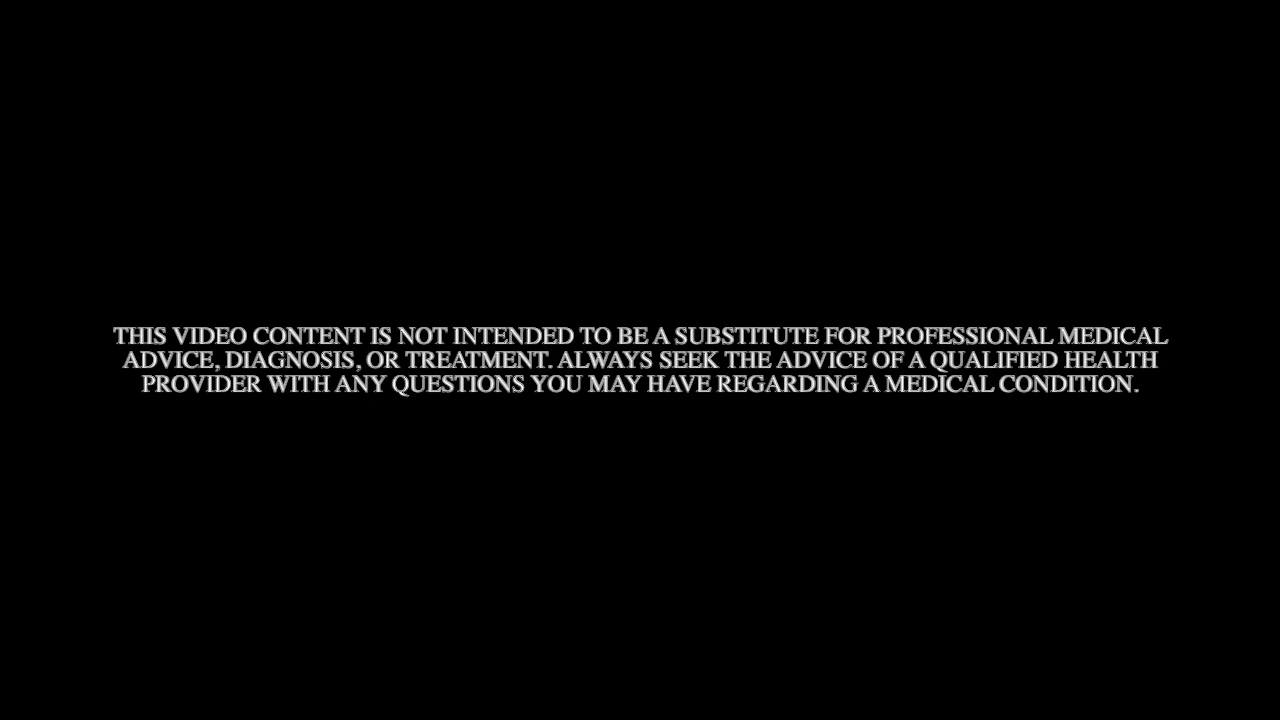 THIS VIDEO CONTENT IS NOT INTENDED TO BE A SUBSTITUTE FOR PROFESSIONAL MEDICAL
ADVICE, DIAGNOSIS, OR TREATMENT. ALWAYS SEEK THE ADVICE OF A QUALIFIED HEALTH
PROVIDER WITH ANY QUESTIONS YOU MAY HAVE REGARDING A MEDICAL CONDITION.